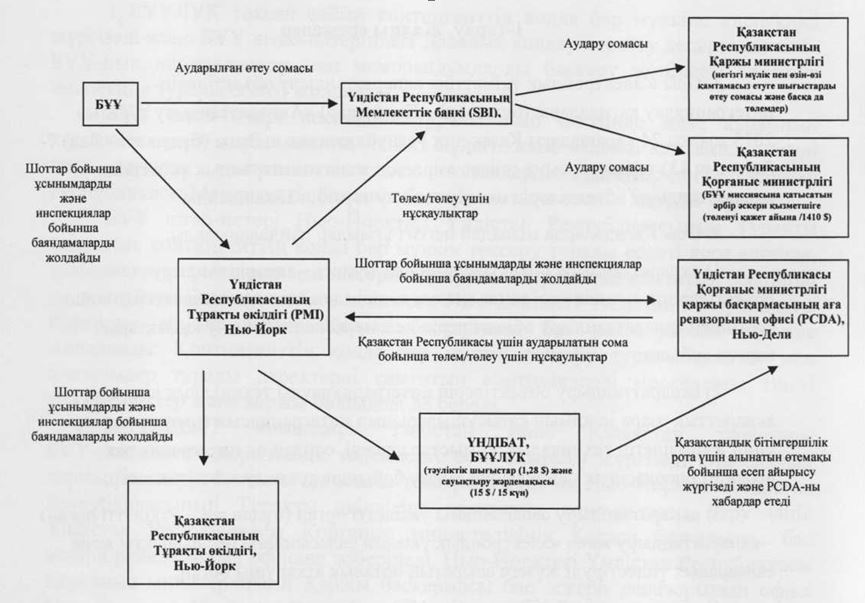 Қазақстан
Республикасының
Қаржы министрлігі
(негізгі мүлік пен өзін-өзі
қамтамасыз етуге шығыстарды
өтеу сомасы және басқа да
төлемдер)
Аудару сомасы
Аударылған өтеу сомасы
БҰҰ
Үндістан Республикасының
Мемлекеттік банкі (SBI),
Аудару сомасы
Қазақстан
Республикасының
Қорғаныс министрлігі
(БҰҰ миссиясына қатысатын
әрбір әскери қызметшіге
(төленуі қажет айына /1410 $)
Шоттар бойынша
ұсынымдарды
және
инспекциялар
бойынша
баяндамаларды
жолдайды
Төлем/төлеу үшін
нұсқаулықтар
Үндістан
Республикасының
Тұрақты өкілдігі (PMI)
Нью-Йорк
Шоттар бойынша ұсынымдарды және инспекциялар
бойынша баяндамаларды жолдайды
Үндістан Республикасы
Қорғаныс министрлігі
қаржы басқармасының аға
ревизорының офисі (PCDA),
Нью-Дели
Қазақстан Республикасы үшін аударылатын сома
бойынша төлем/төлеу үшін нұсқаулықтар
Шоттар бойынша
ұсынымдарды және
инспекциялар бойынша
баяндамаларды жолдайды
ҮНДІБАТ,
БҰҰЛУК
(тәуліктік шығыстар (1,28 $) және
сауықтыру жәрдемақысы
(15 $ / 15 күн)
Қазақстандық бітімгершілік
рота үшін алынатын өтемақы
бойынша есеп айырысу
жүргізеді және PCDA-ны
хабардар етеді
Қазақстан
Республикасының
Тұрақты өкілдігі,
Нью-Йорк